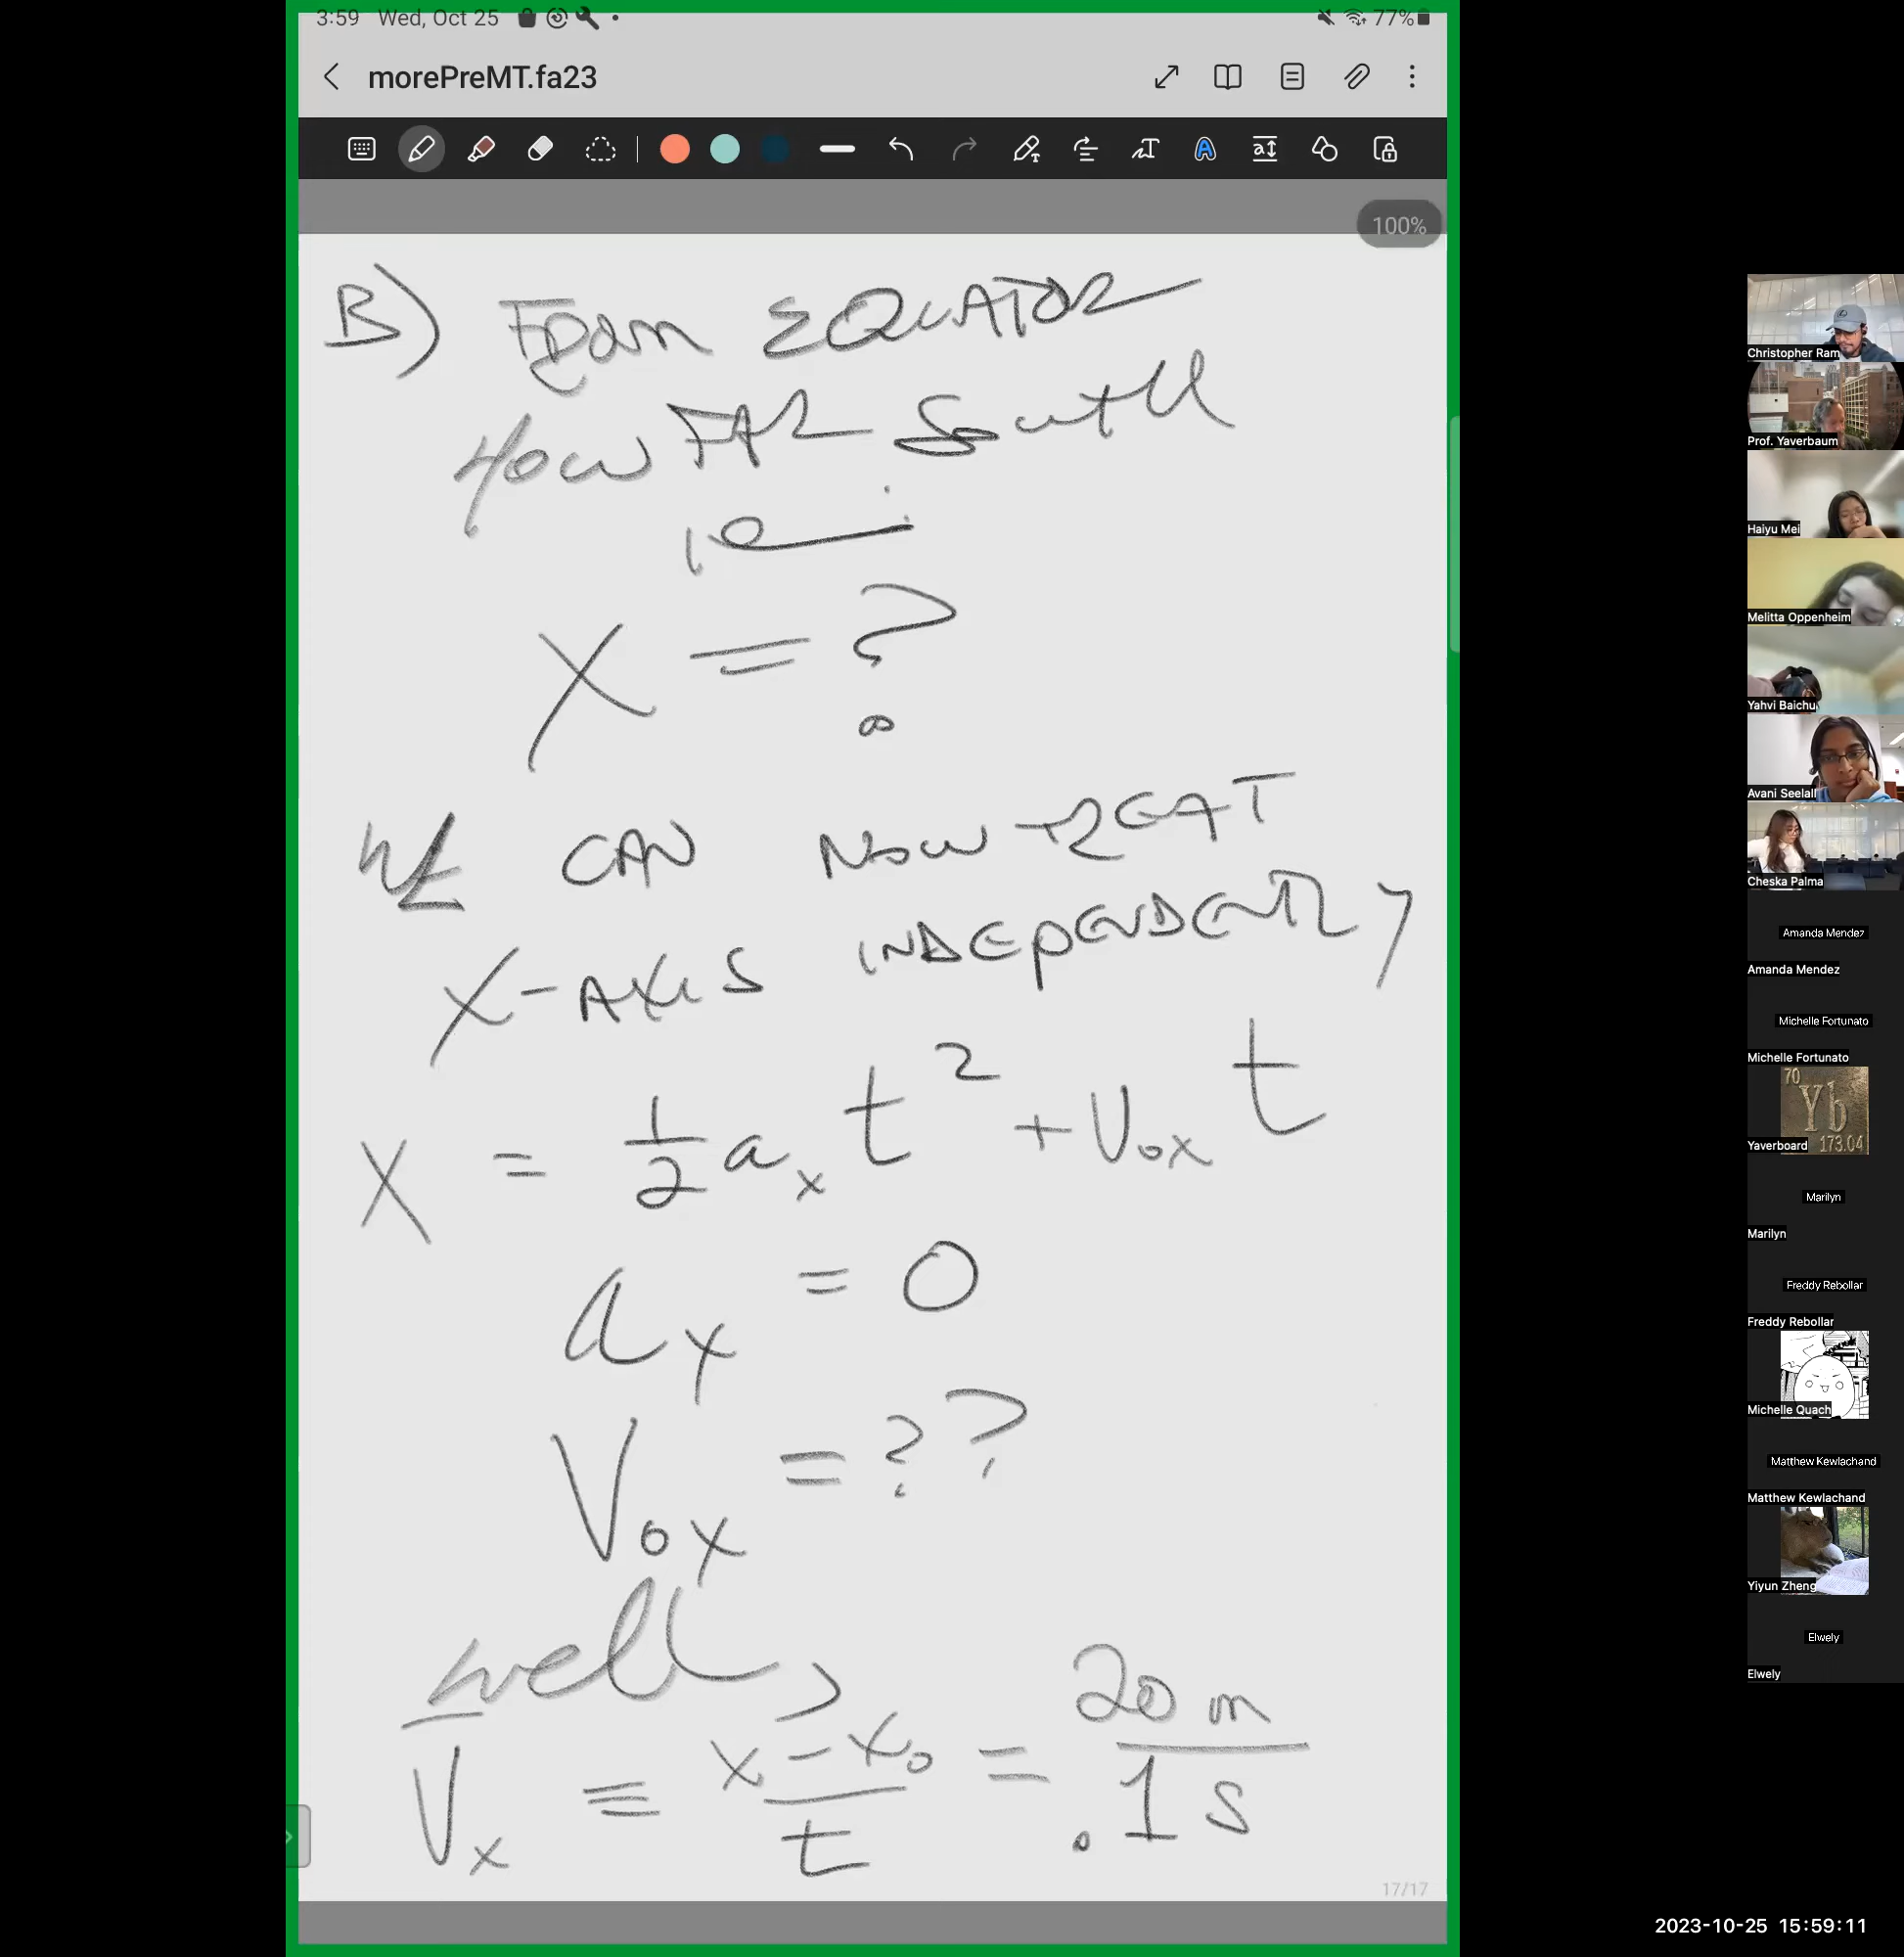 3:59 Wed, Oct 25
77%
morePreMT.fa23
100%
B) FROM EQUATOR
HOW FAR SOUTH
X = ?
WE CAN NOW TREAT
X-AXIS INDEPENDENTLY
X = 1/2 a_x t^2 + V_ox t
a_x = 0
V_ox = ??
well,
V_x ≡ (x - x_o)/t = 20 m / .1 s
17/17
Christopher Ram
Prof. Yaverbaum
Haiyu Mei
Melitta Oppenheim
Yahvi Baichu
Avani Seelall
Cheska Palma
Amanda Mendez
Amanda Mendez
Michelle Fortunato
Michelle Fortunato
70
Yb
173.04
Yaverboard
Marilyn
Marilyn
Freddy Rebollar
Freddy Rebollar
Michelle Quach
Matthew Kewlachand
Matthew Kewlachand
Yiyun Zheng
Elwely
Elwely
2023-10-25 15:59:11